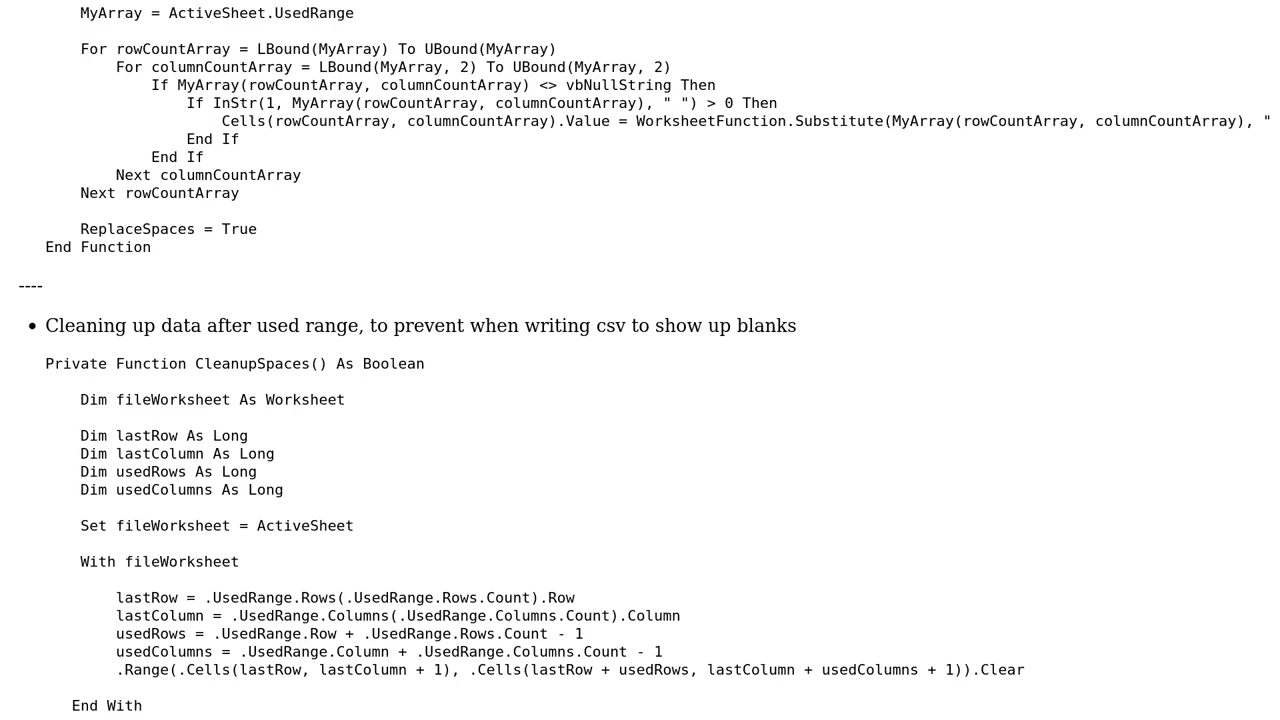 MyArray = ActiveSheet.UsedRange
For rowCountArray = LBound(MyArray) To UBound(MyArray)
For columnCountArray = LBound(MyArray, 2) To UBound(MyArray, 2)
If MyArray(rowCountArray, columnCountArray) <> vbNullString Then
If InStr(1, MyArray(rowCountArray, columnCountArray), " ") > 0 Then
Cells(rowCountArray, columnCountArray).Value = WorksheetFunction.Substitute(MyArray(rowCountArray, columnCountArray), "
End If
End If
Next columnCountArray
Next rowCountArray
ReplaceSpaces = True
End Function
----
• Cleaning up data after used range, to prevent when writing csv to show up blanks
Private Function CleanupSpaces() As Boolean
Dim fileWorksheet As Worksheet
Dim lastRow As Long
Dim lastColumn As Long
Dim usedRows As Long
Dim usedColumns As Long
Set fileWorksheet = ActiveSheet
With fileWorksheet
lastRow = .UsedRange.Rows(.UsedRange.Rows.Count).Row
lastColumn = .UsedRange.Columns(.UsedRange.Columns.Count).Column
usedRows = .UsedRange.Row + .UsedRange.Rows.Count - 1
usedColumns = .UsedRange.Column + .UsedRange.Columns.Count - 1
.Range(.Cells(lastRow, lastColumn + 1), .Cells(lastRow + usedRows, lastColumn + usedColumns + 1)).Clear
End With